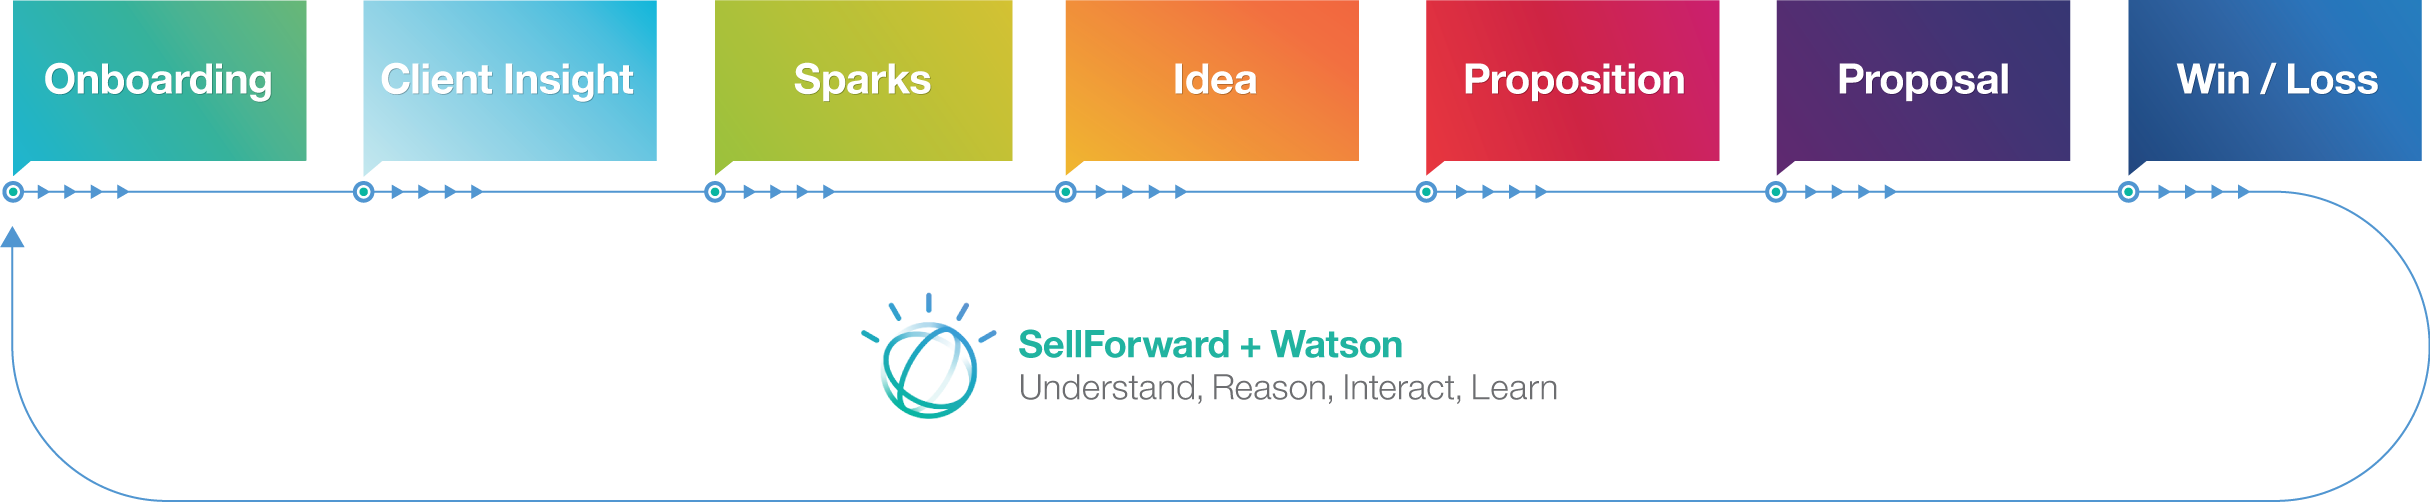 Onboarding
Client Insight
Sparks
Idea
Proposition
Proposal
Win / Loss
SellForward + Watson
Understand, Reason, Interact, Learn